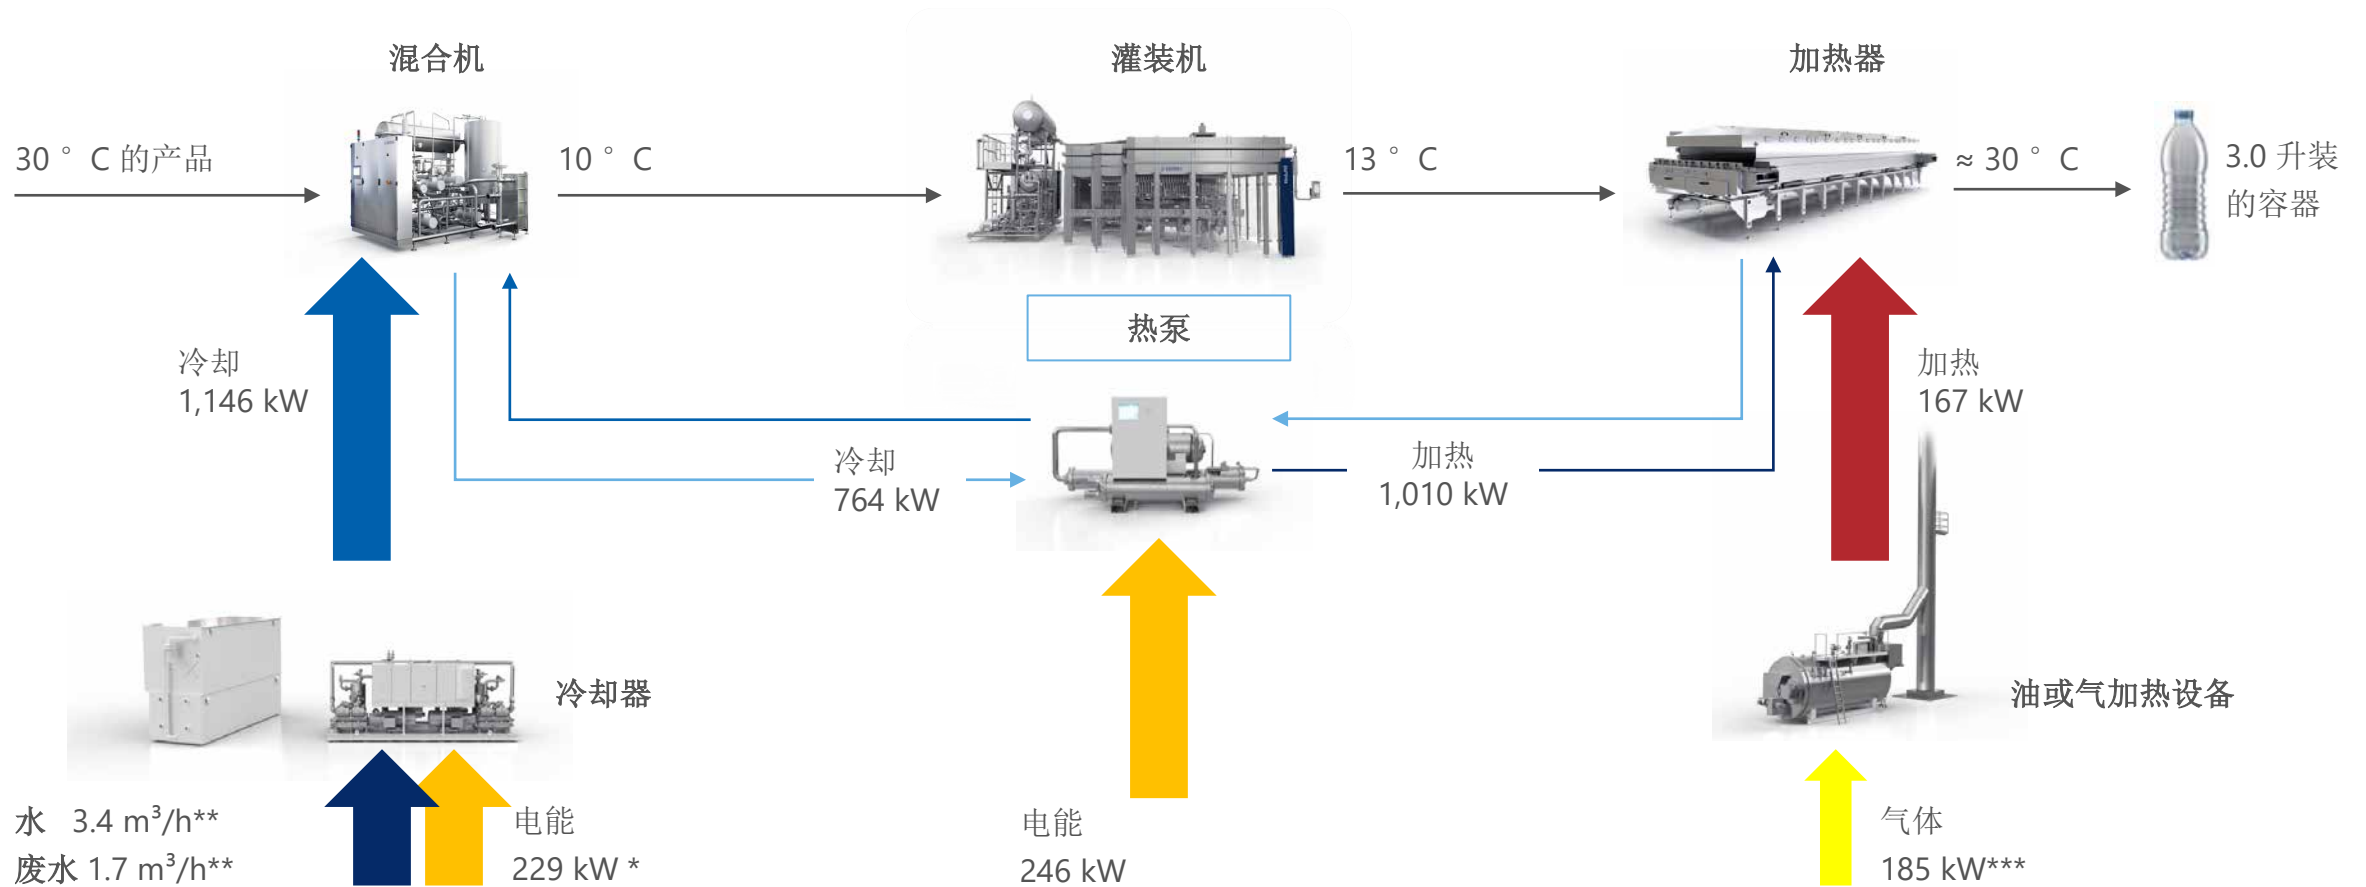 混合机
灌装机
加热器
30 ° C 的产品
10 ° C
13 ° C
≈ 30 ° C
3.0 升装
的容器
热泵
冷却
1,146 kW
加热
167 kW
冷却
764 kW
加热
1,010 kW
冷却器
油或气加热设备
水 3.4 m³/h**
废水 1.7 m³/h**
电能
229 kW *
电能
246 kW
气体
185 kW***